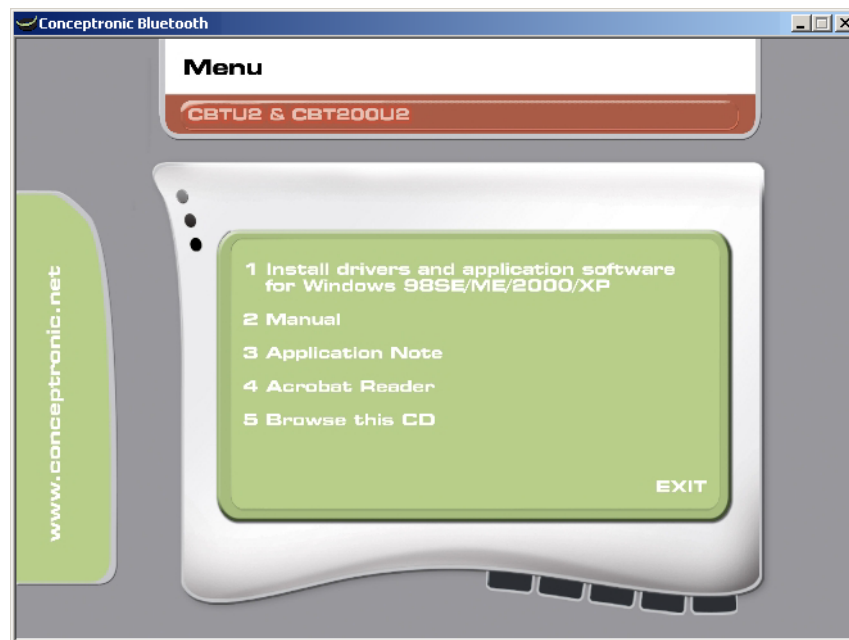 Conceptronic Bluetooth
Menu
CBTU2 & CBT200U2
www.conceptronic.net
1 Install drivers and application software
for Windows 98SE/ME/2000/XP
2 Manual
3 Application Note
4 Acrobat Reader
5 Browse this CD
EXIT